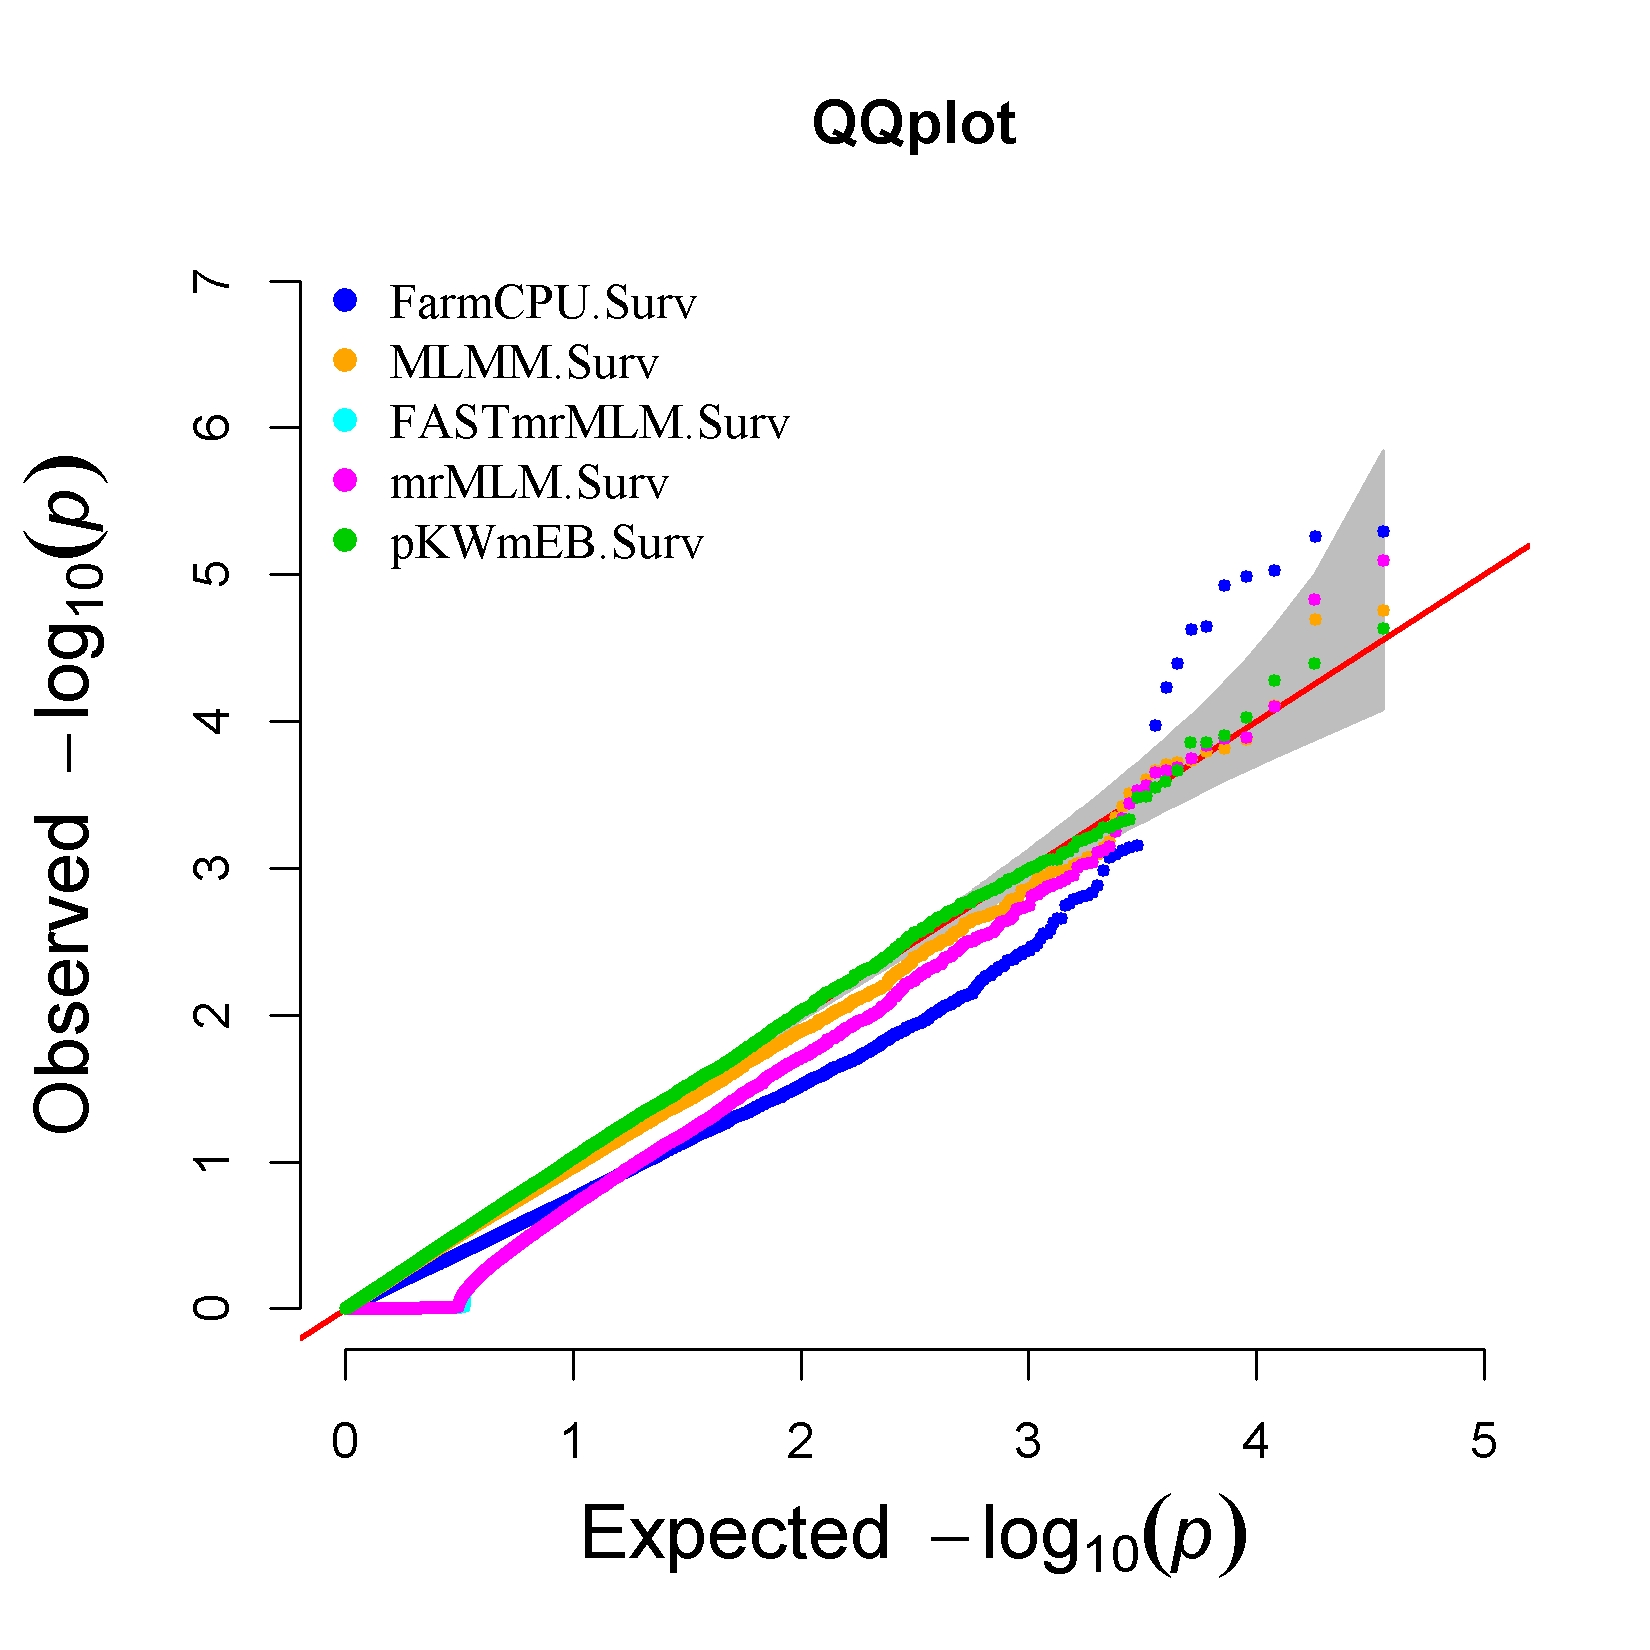 QQplot
FarmCPU.Surv
MLMM.Surv
FASTmrMLM.Surv
mrMLM.Surv
pKWmEB.Surv
Observed −log10(p)
7
6
5
4
3
2
1
0
0 1 2 3 4 5
Expected −log10(p)